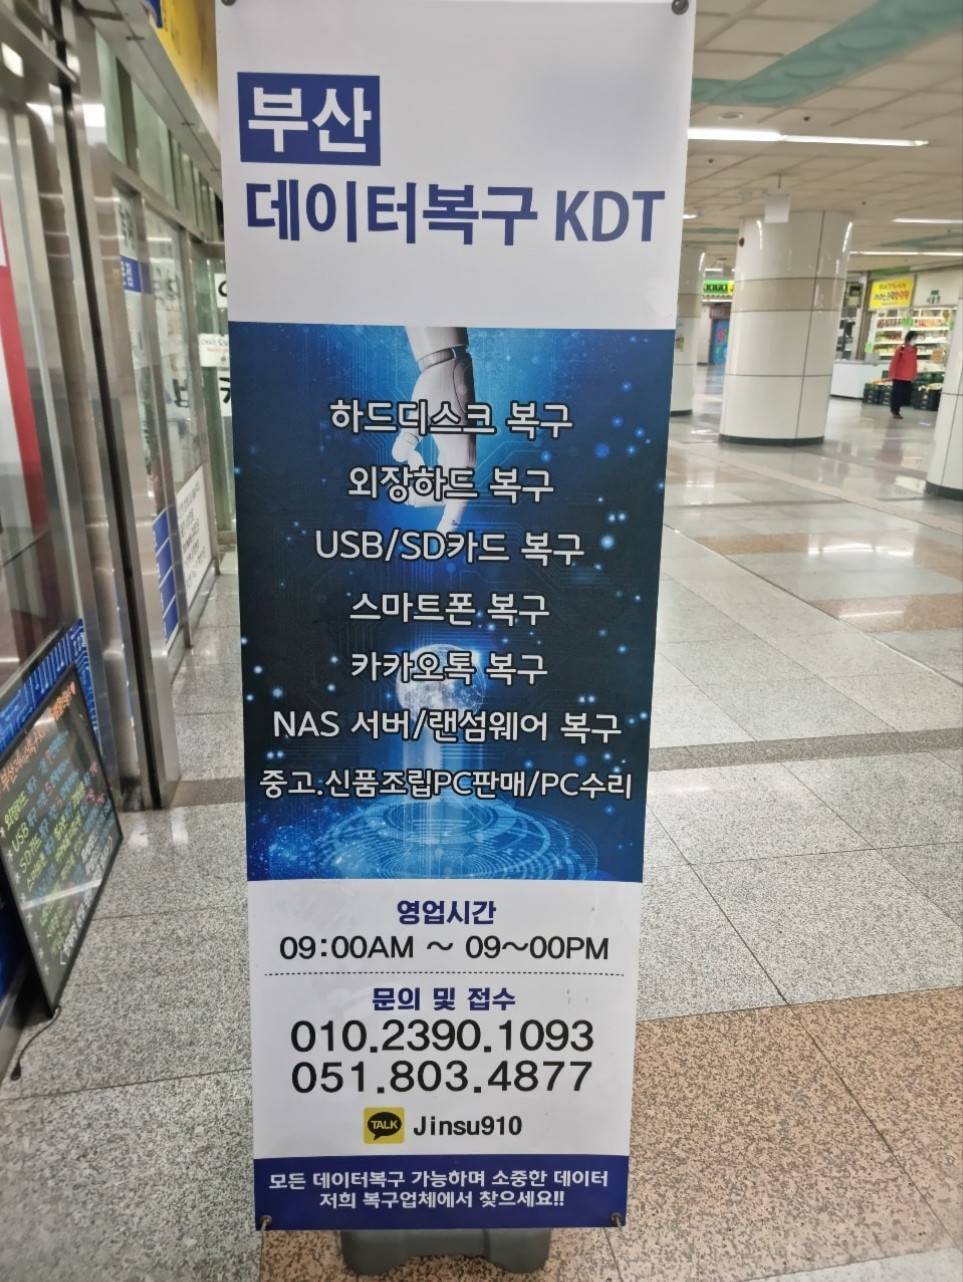 부산
데이터복구 KDT
하드디스크 복구
외장하드 복구
USB/SD카드 복구
스마트폰 복구
카카오톡 복구
NAS 서버/랜섬웨어 복구
중고.신품조립PC판매/PC수리
영업시간
09:00AM ~ 09~00PM
문의 및 접수
010.2390.1093
051.803.4877
TALK Jinsu910
모든 데이터복구 가능하며 소중한 데이터
저희 복구업체에서 찾으세요!!